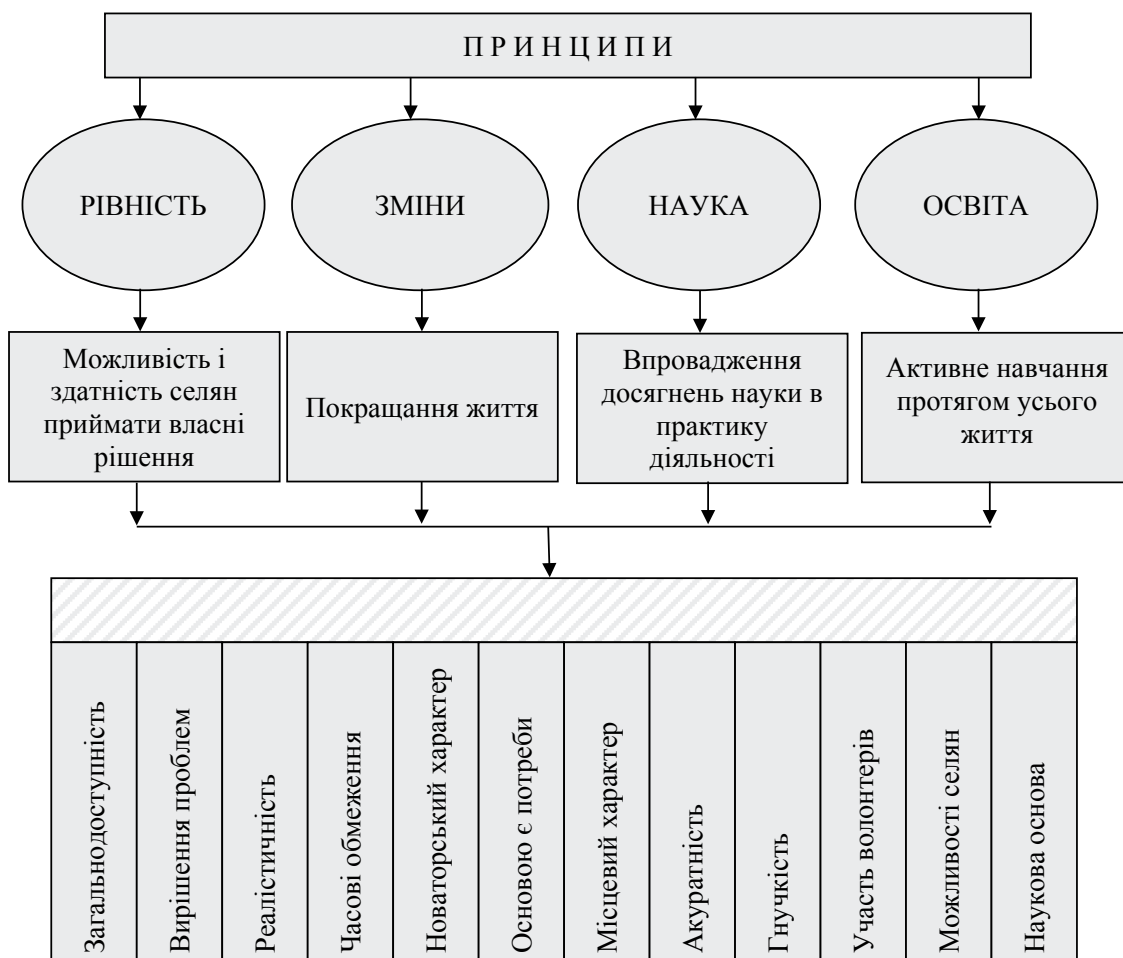 П Р И Н Ц И П И
РІВНІСТЬ
ЗМІНИ
НАУКА
ОСВІТА
Можливість і
здатність селян
приймати власні
рішення
Покращання життя
Впровадження
досягнень науки в
практику
діяльності
Активне навчання
протягом усього
життя
Загальнодоступність
Вирішення проблем
Реалістичність
Часові обмеження
Новаторський характер
Основою є потреби
Місцевий характер
Акуратність
Гнучкість
Участь волонтерів
Можливості селян
Наукова основа